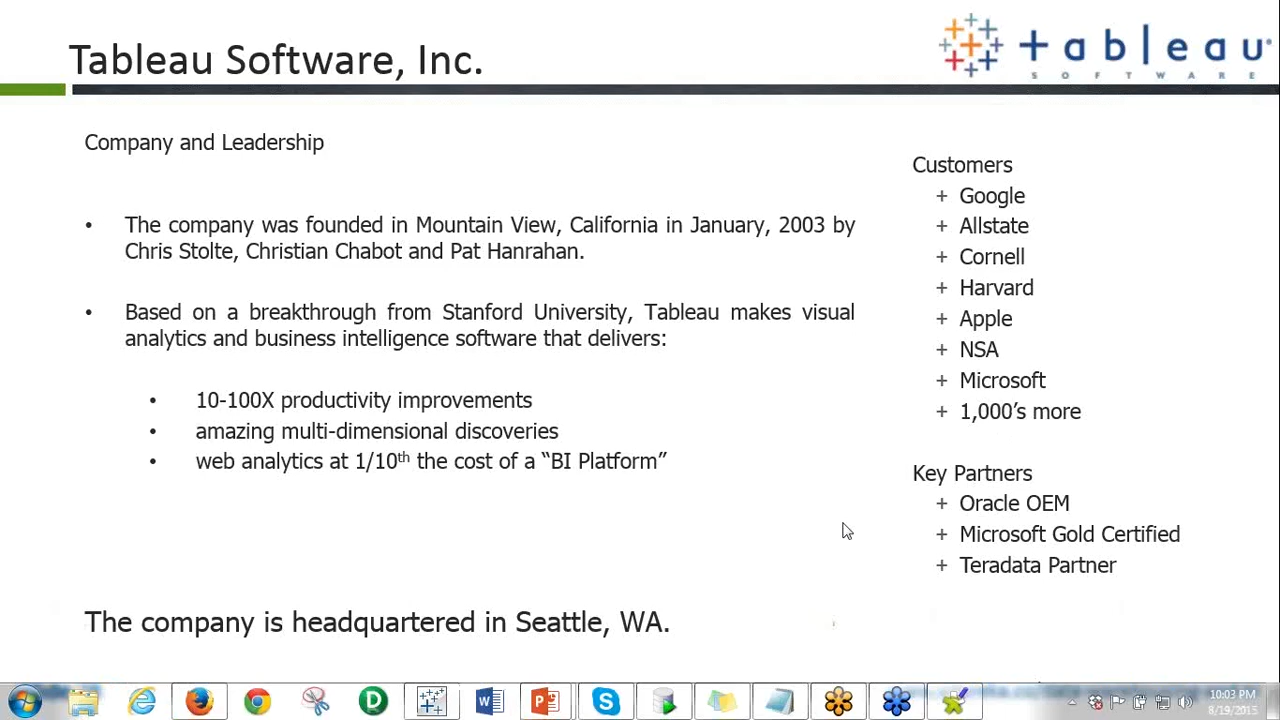 Tableau Software, Inc.
+ a b l e a u
S O F T W A R E
Company and Leadership
• The company was founded in Mountain View, California in January, 2003 by
Chris Stolte, Christian Chabot and Pat Hanrahan.
• Based on a breakthrough from Stanford University, Tableau makes visual
analytics and business intelligence software that delivers:
• 10-100X productivity improvements
• amazing multi-dimensional discoveries
• web analytics at 1/10th the cost of a “BI Platform”
The company is headquartered in Seattle, WA.
Customers
+ Google
+ Allstate
+ Cornell
+ Harvard
+ Apple
+ NSA
+ Microsoft
+ 1,000’s more
Key Partners
+ Oracle OEM
+ Microsoft Gold Certified
+ Teradata Partner
10:03 PM
8/19/2015